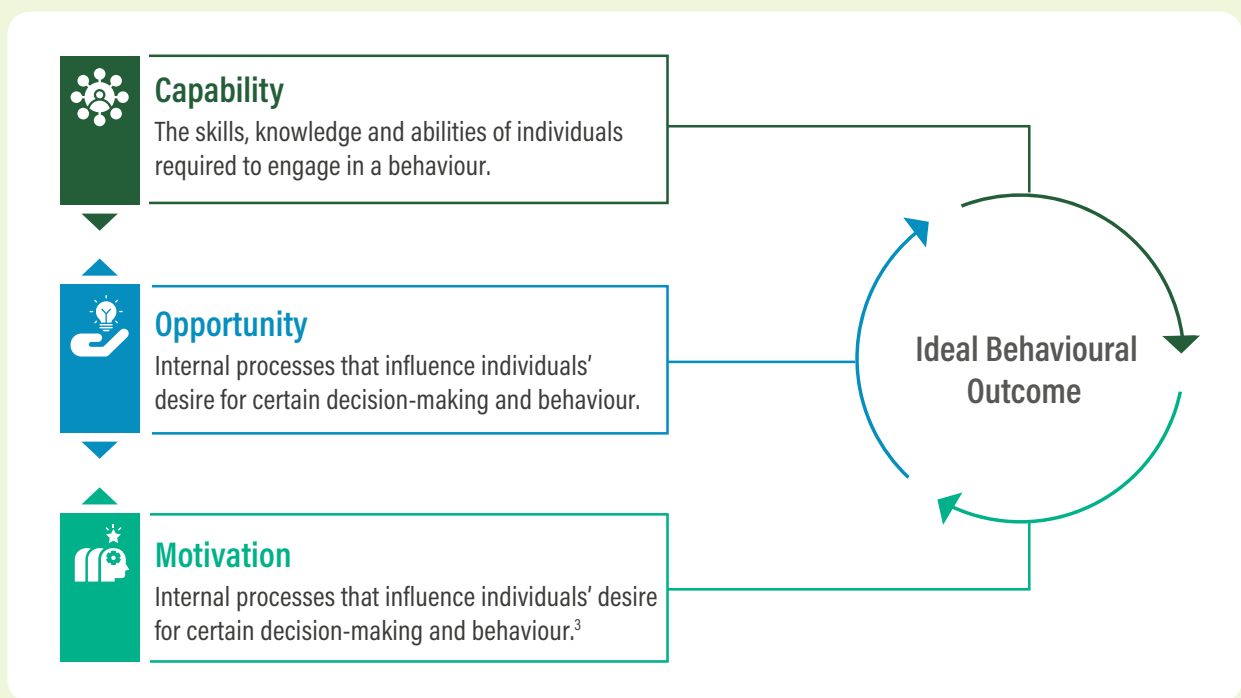 Capability
The skills, knowledge and abilities of individuals
required to engage in a behaviour.
Opportunity
Internal processes that influence individuals’
desire for certain decision-making and behaviour.
Motivation
Internal processes that influence individuals’ desire
for certain decision-making and behaviour.³
Ideal Behavioural
Outcome